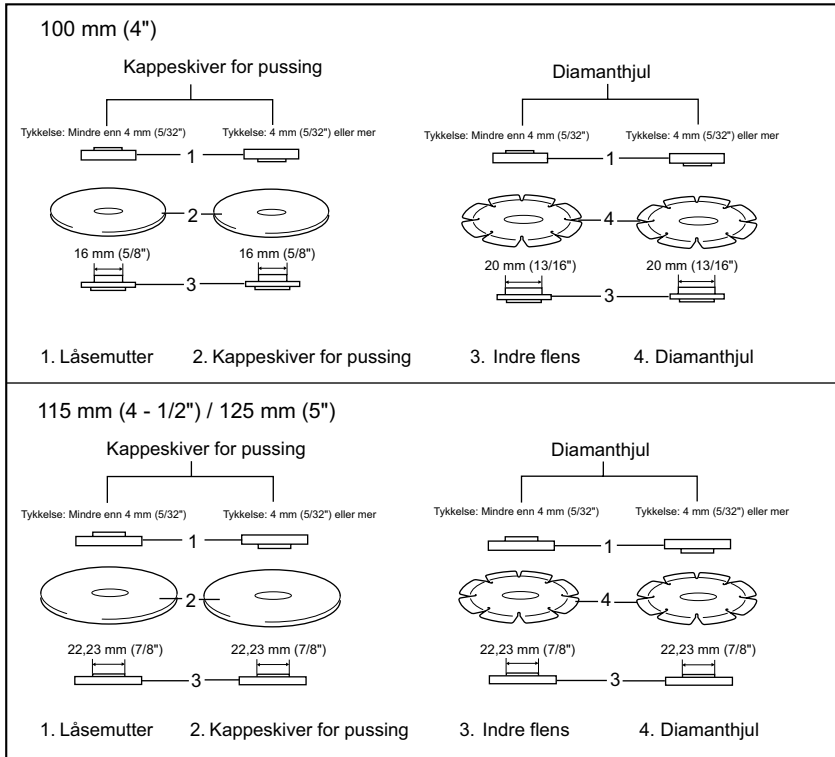 100 mm (4")
Kappeskiver for pussing
Diamanthjul
Tykkelse: Mindre enn 4 mm (5/32")
Tykkelse: 4 mm (5/32") eller mer
Tykkelse: Mindre enn 4 mm (5/32")
Tykkelse: 4 mm (5/32") eller mer
1
1
2
4
16 mm (5/8")
16 mm (5/8")
20 mm (13/16")
20 mm (13/16")
3
3
1. Låsemutter
2. Kappeskiver for pussing
3. Indre flens
4. Diamanthjul
115 mm (4 - 1/2") / 125 mm (5")
Kappeskiver for pussing
Diamanthjul
Tykkelse: Mindre enn 4 mm (5/32")
Tykkelse: 4 mm (5/32") eller mer
Tykkelse: Mindre enn 4 mm (5/32")
Tykkelse: 4 mm (5/32") eller mer
1
1
2
4
22,23 mm (7/8")
22,23 mm (7/8")
22,23 mm (7/8")
22,23 mm (7/8")
3
3
1. Låsemutter
2. Kappeskiver for pussing
3. Indre flens
4. Diamanthjul